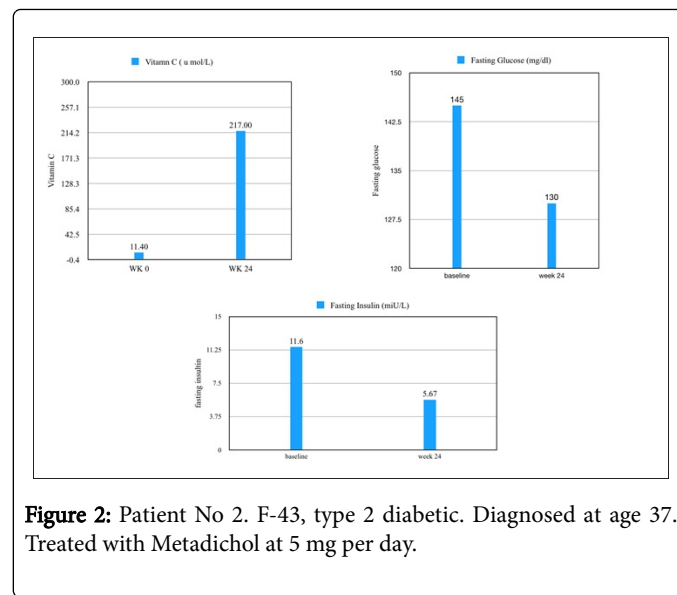 Vitamn C ( u mol/L)
300.0
257.1
214.2
171.3
128.3
85.4
42.5
-0.4
Vitamin C
11.40
217.00
WK 0
WK 24
Fasting Glucose (mg/dl)
150
142.5
135
127.5
120
Fasting glucose
145
130
baseline
week 24
Fasting Insulin (miU/L)
15
11.25
7.5
3.75
0
fasting insultin
11.6
5.67
baseline
week 24
Figure 2: Patient No 2. F-43, type 2 diabetic. Diagnosed at age 37.
Treated with Metadichol at 5 mg per day.